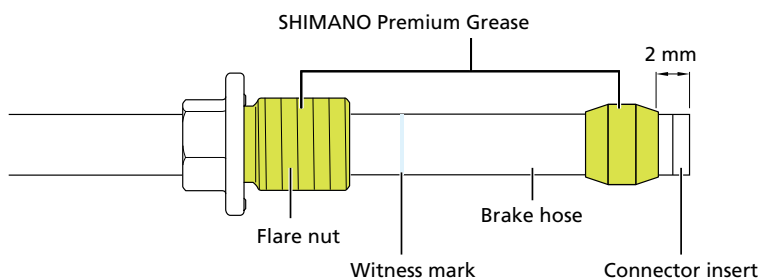 SHIMANO Premium Grease
2 mm
Brake hose
Flare nut
Witness mark
Connector insert